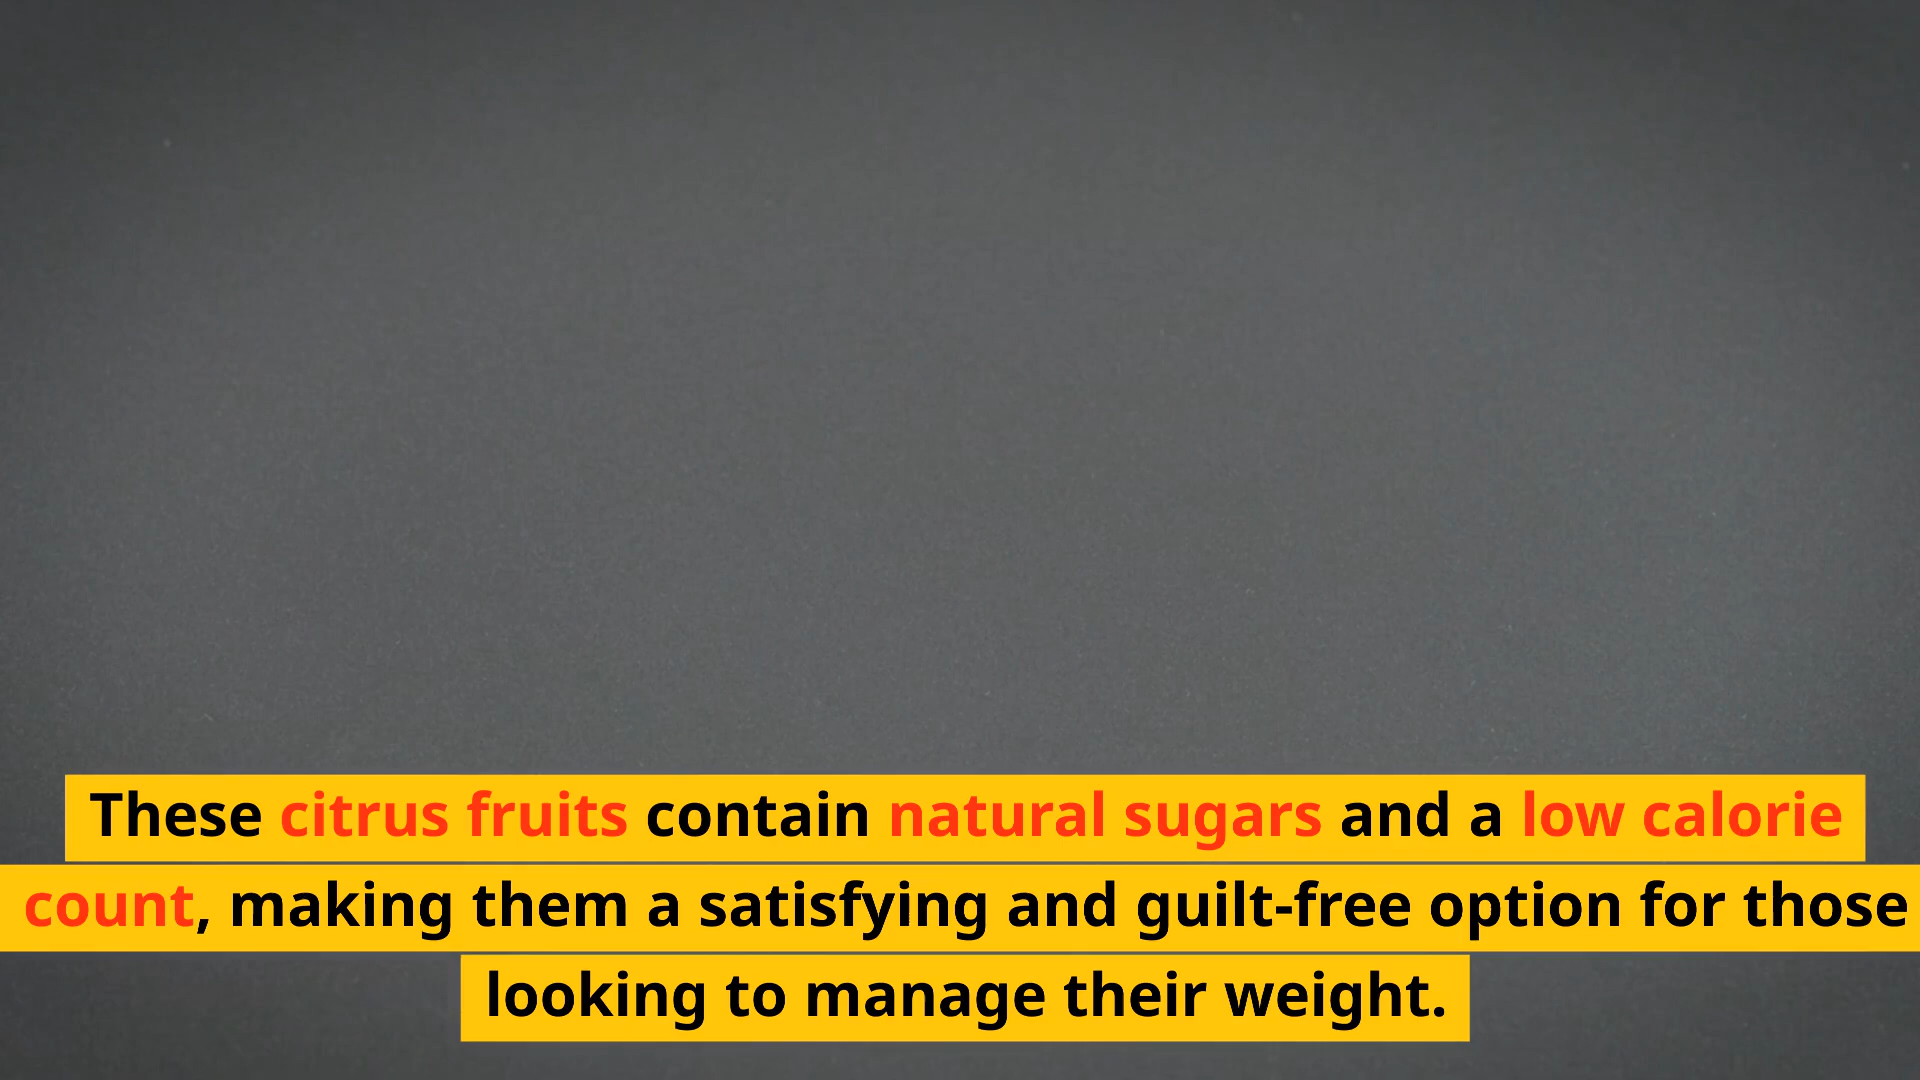 These citrus fruits contain natural sugars and a low calorie
count, making them a satisfying and guilt-free option for those
looking to manage their weight.